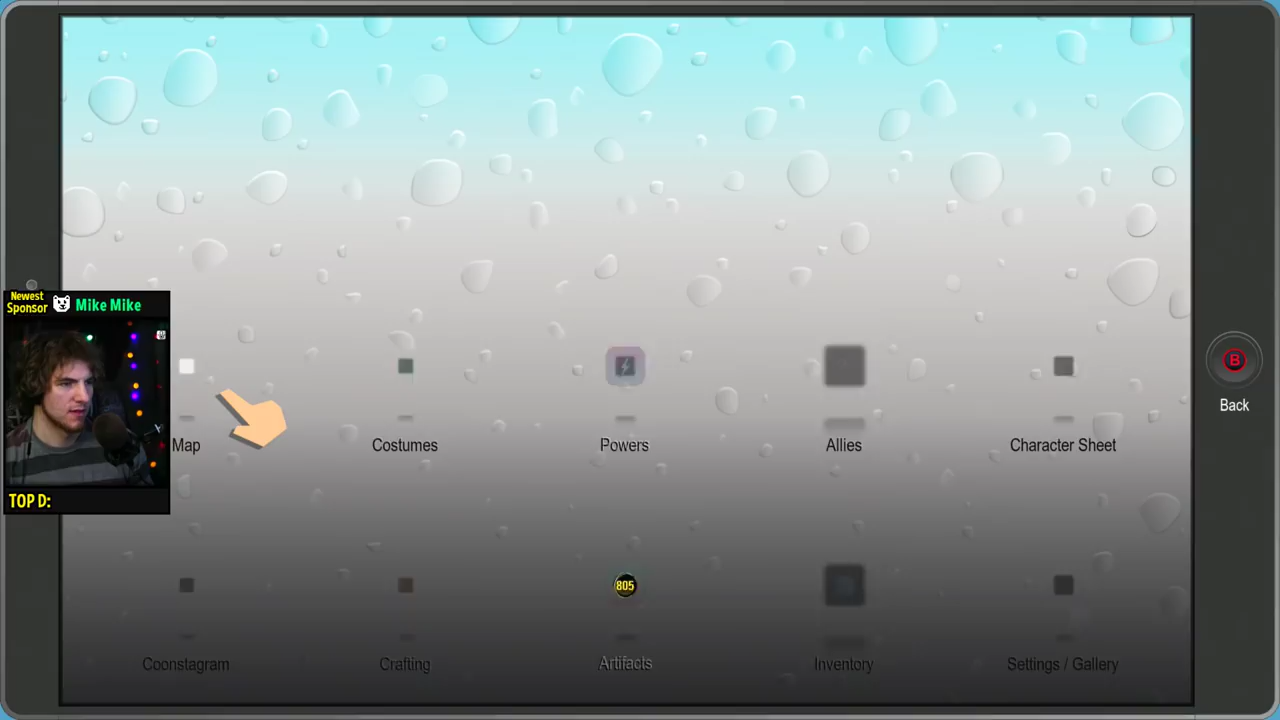 Newest
Sponsor
Mike Mike
TOP D:
Map
Costumes
Powers
Allies
Character Sheet
B
Back
805
Coonstagram
Crafting
Artifacts
Inventory
Settings / Gallery